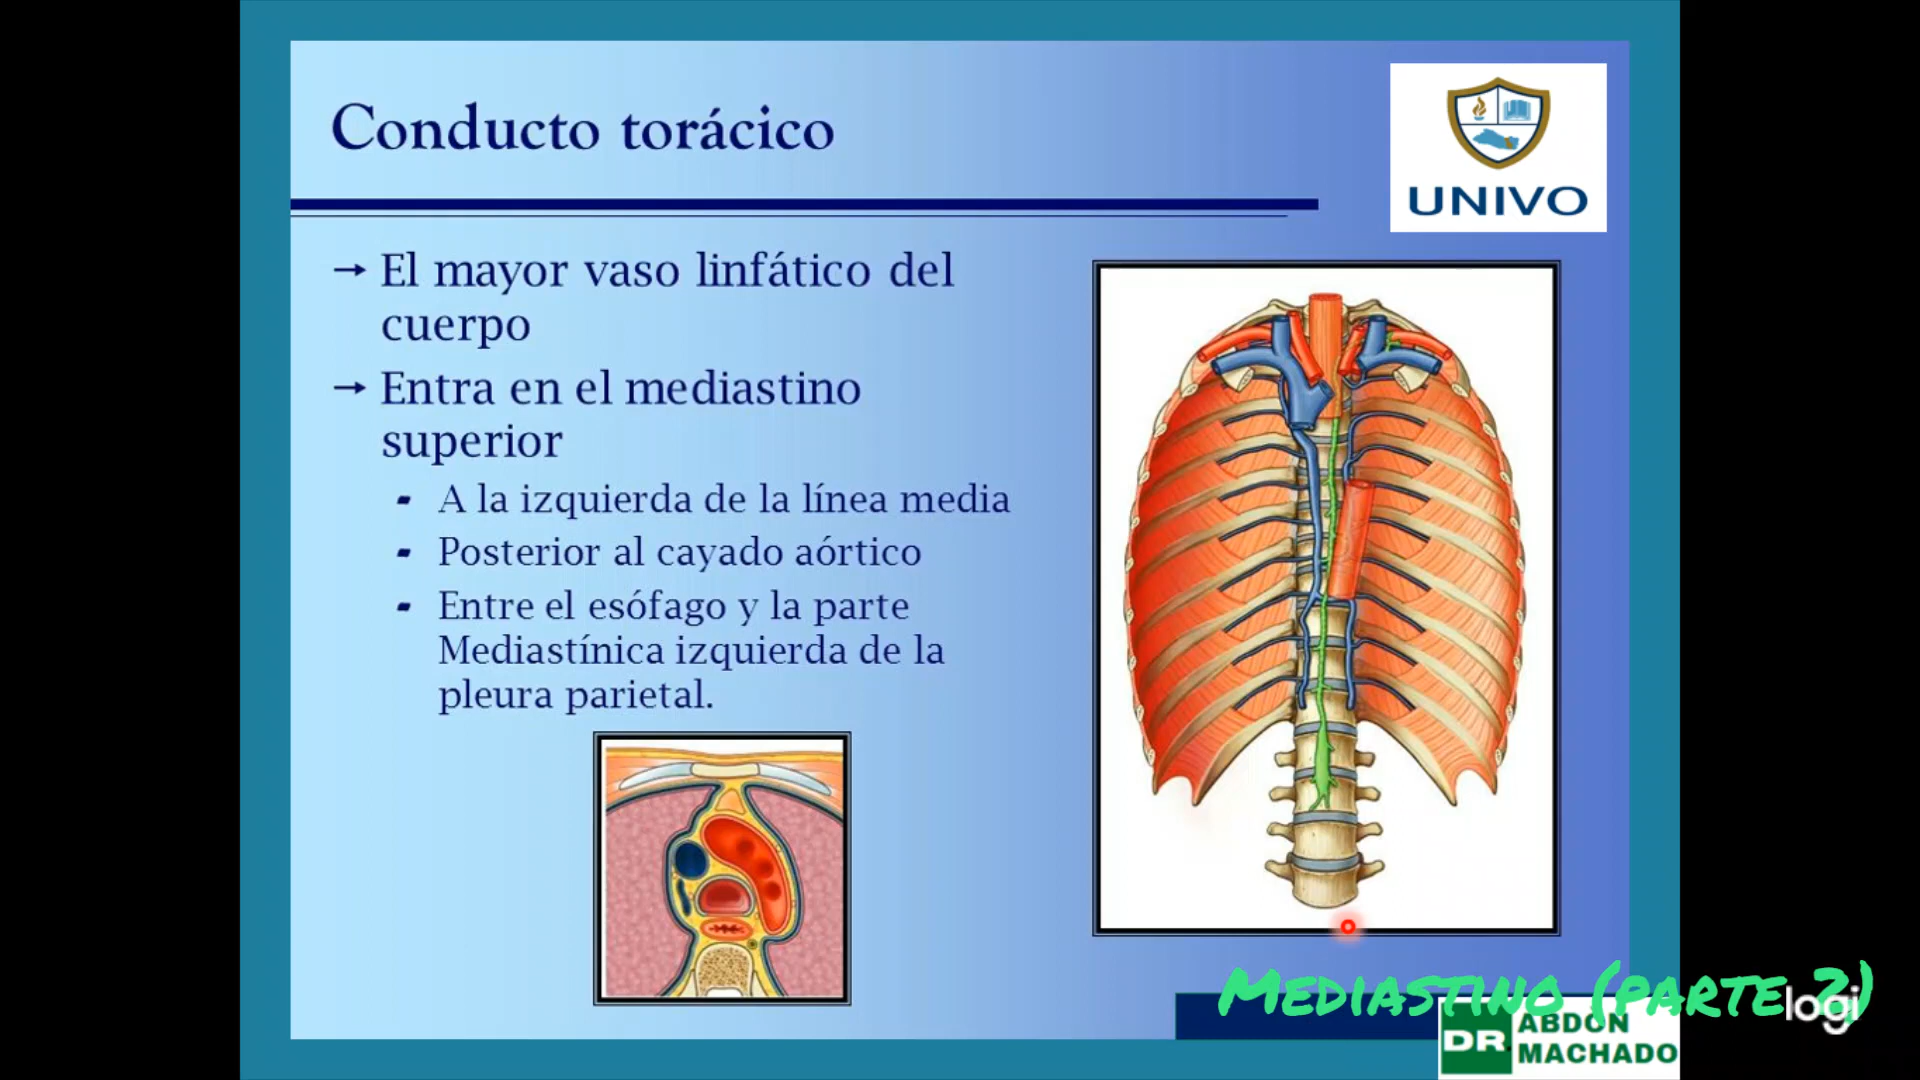 Conducto torácico
UNIVO
→ El mayor vaso linfático del
cuerpo
→ Entra en el mediastino
superior
- A la izquierda de la línea media
- Posterior al cayado aórtico
- Entre el esófago y la parte
Mediastínica izquierda de la
pleura parietal.
Mediastino (parte 2)
logi
DR. ABDON
MACHADO